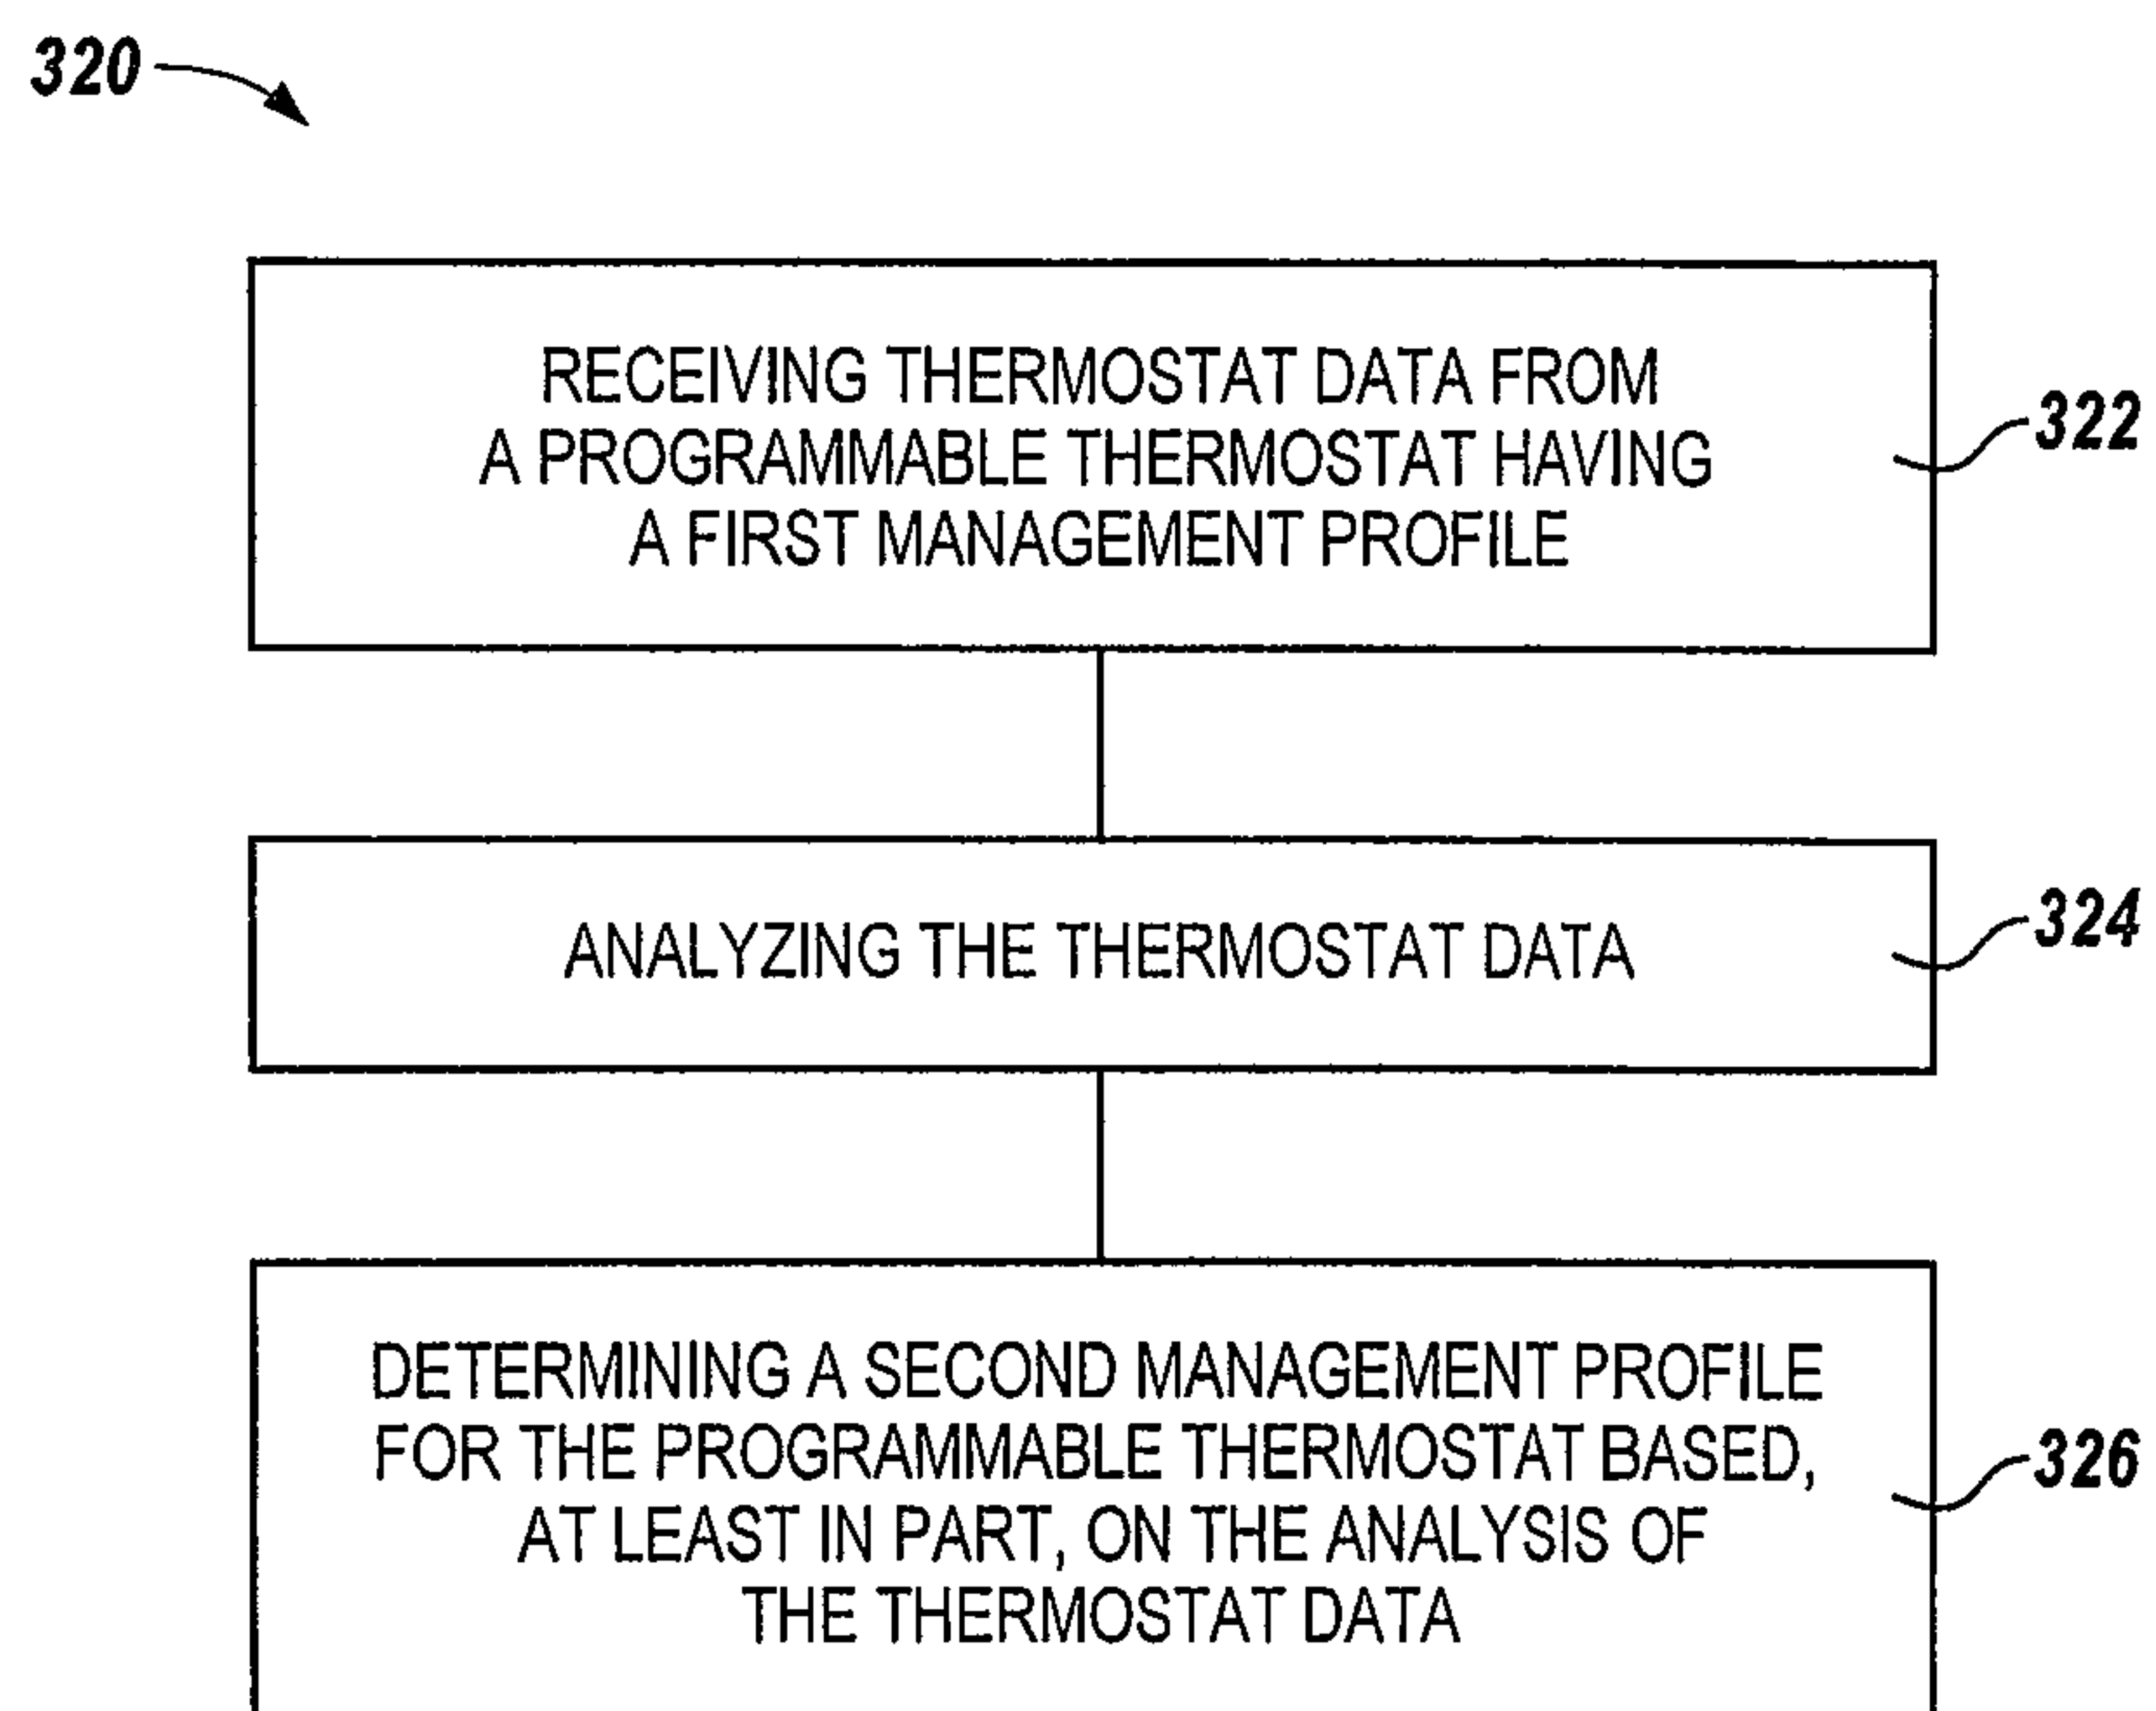 320
RECEIVING THERMOSTAT DATA FROM
A PROGRAMMABLE THERMOSTAT HAVING
A FIRST MANAGEMENT PROFILE
322
ANALYZING THE THERMOSTAT DATA
324
DETERMINING A SECOND MANAGEMENT PROFILE
FOR THE PROGRAMMABLE THERMOSTAT BASED,
AT LEAST IN PART, ON THE ANALYSIS OF
THE THERMOSTAT DATA
326